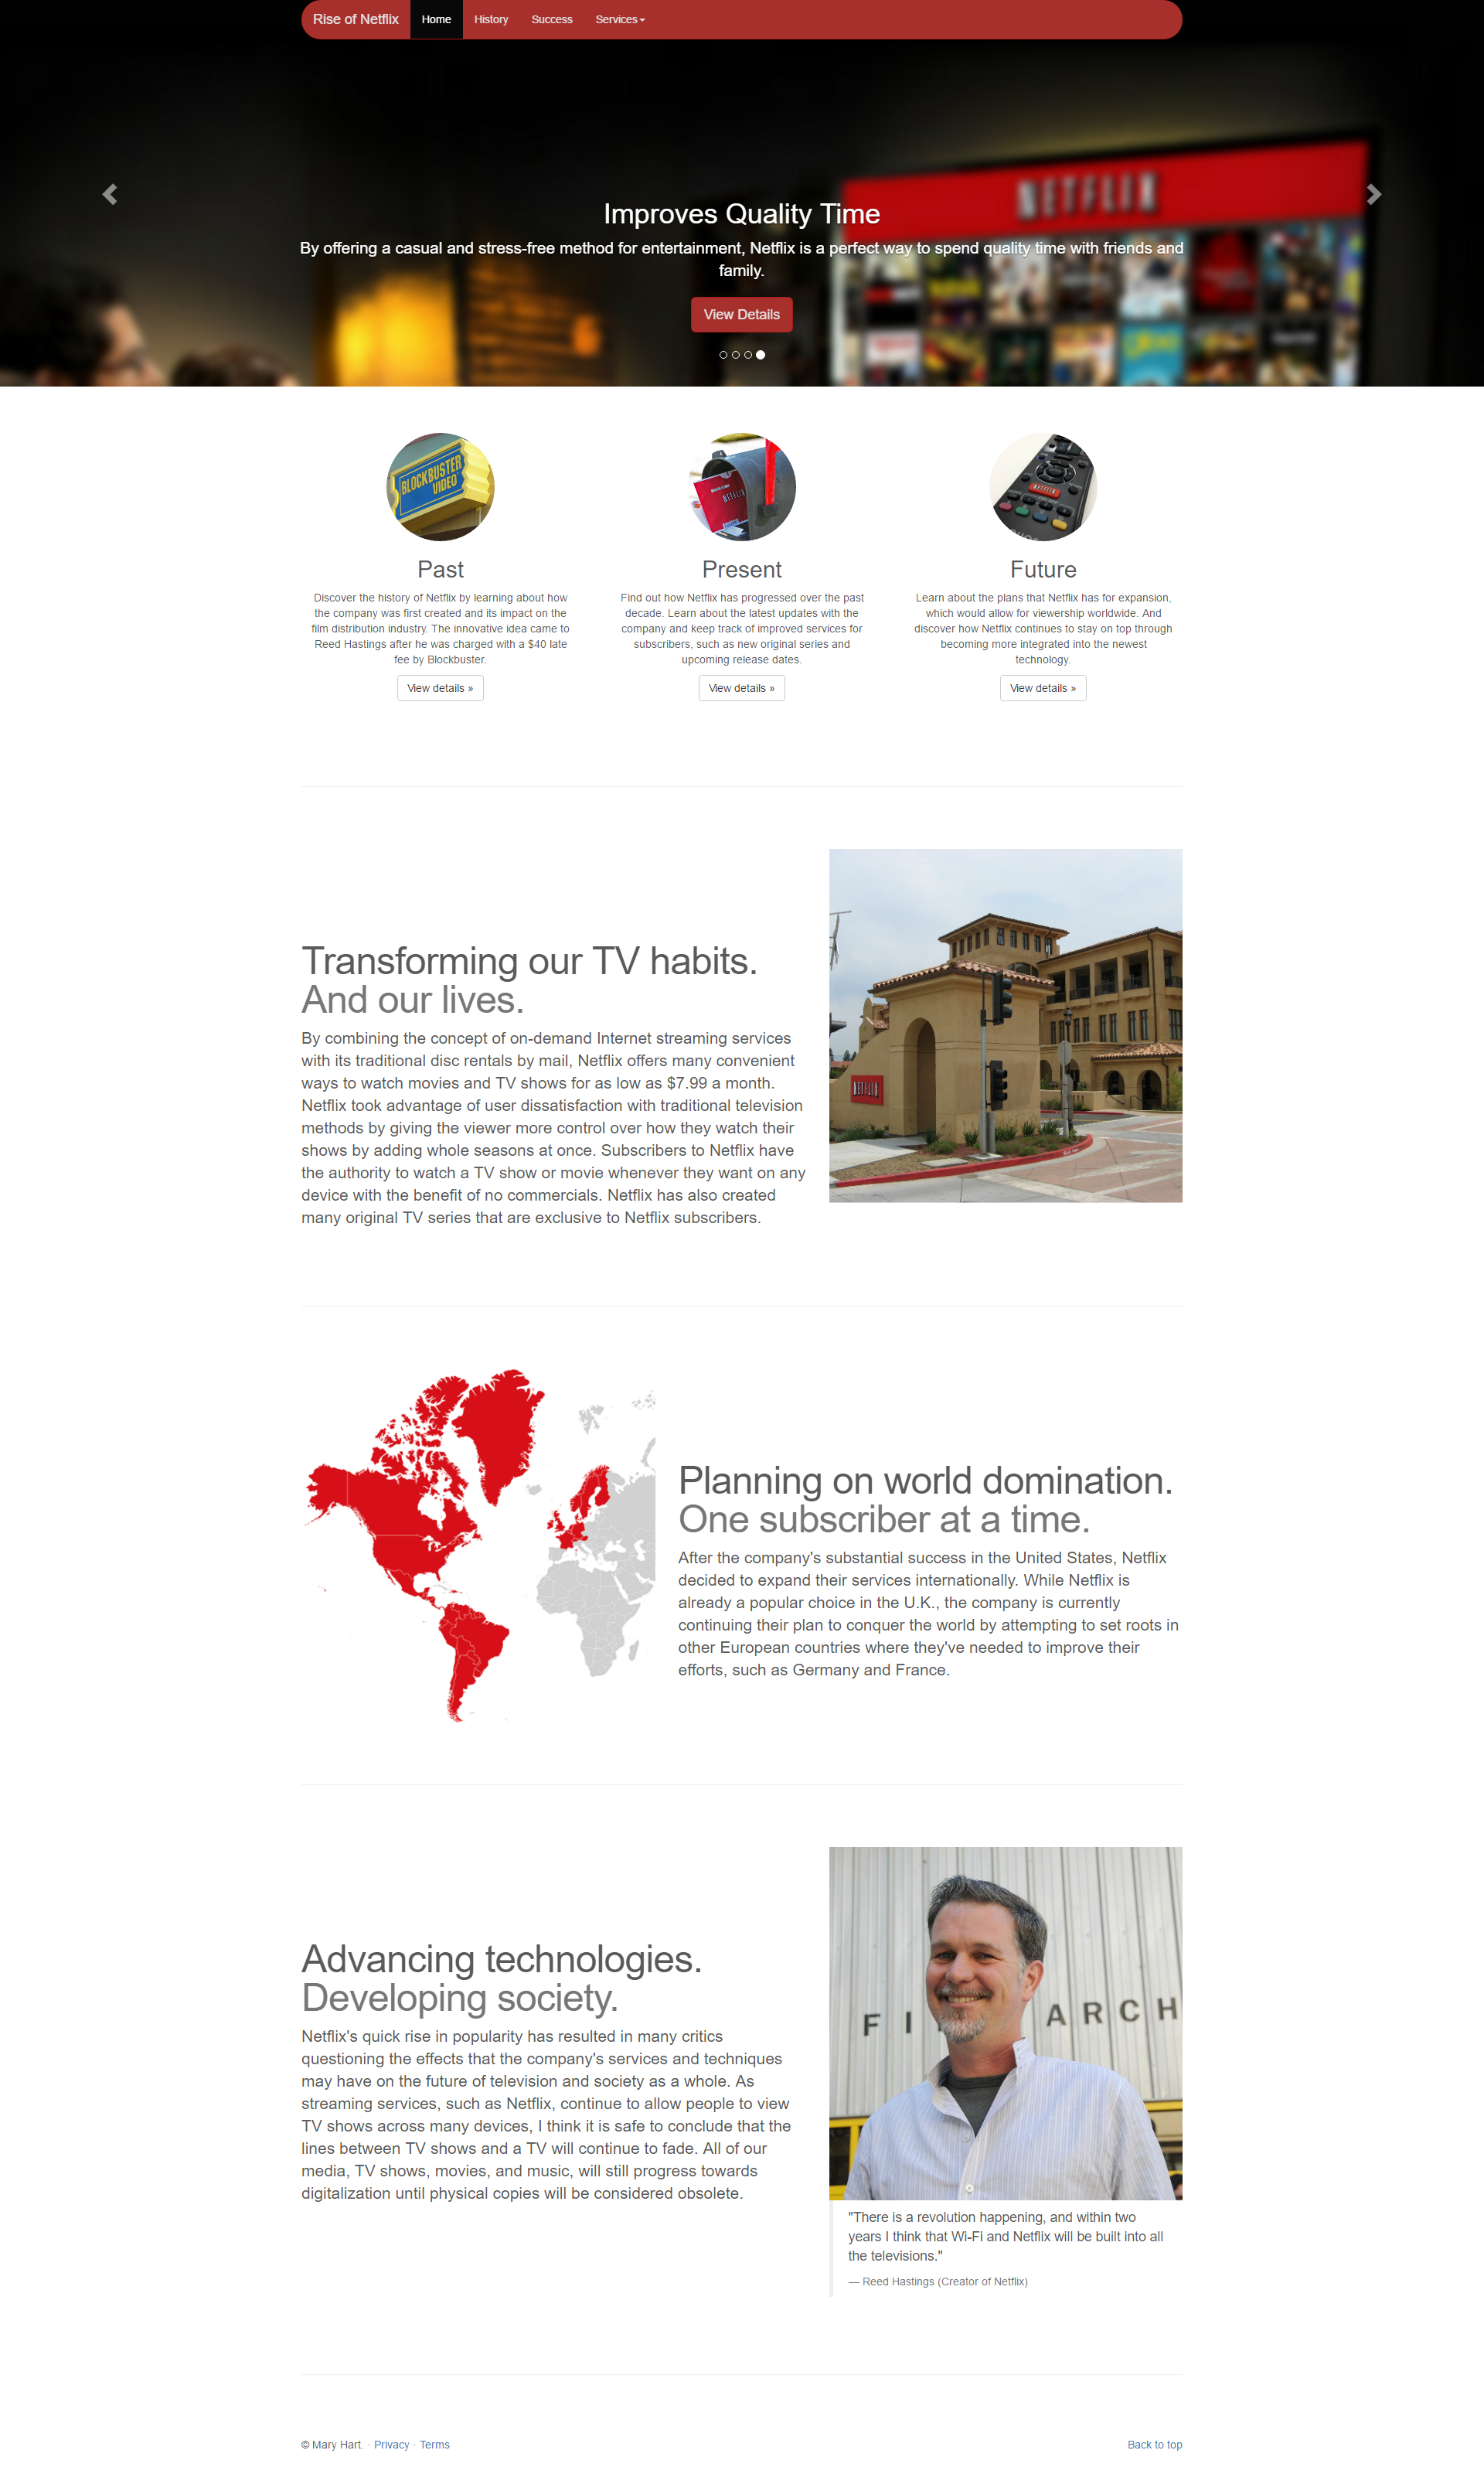 Rise of Netflix Home History Success Services
NETFLIX
Improves Quality Time
By offering a casual and stress-free method for entertainment, Netflix is a perfect way to spend quality time with friends and
family.
View Details
BLOCKBUSTER
VIDEO
NETFLIX
NETFLIX
Past
Discover the history of Netflix by learning about how
the company was first created and its impact on the
film distribution industry. The innovative idea came to
Reed Hastings after he was charged with a $40 late
fee by Blockbuster.
View details »
Present
Find out how Netflix has progressed over the past
decade. Learn about the latest updates with the
company and keep track of improved services for
subscribers, such as new original series and
upcoming release dates.
View details »
Future
Learn about the plans that Netflix has for expansion,
which would allow for viewership worldwide. And
discover how Netflix continues to stay on top through
becoming more integrated into the newest
technology.
View details »
Transforming our TV habits.
And our lives.
By combining the concept of on-demand Internet streaming services
with its traditional disc rentals by mail, Netflix offers many convenient
ways to watch movies and TV shows for as low as $7.99 a month.
Netflix took advantage of user dissatisfaction with traditional television
methods by giving the viewer more control over how they watch their
shows by adding whole seasons at once. Subscribers to Netflix have
the authority to watch a TV show or movie whenever they want on any
device with the benefit of no commercials. Netflix has also created
many original TV series that are exclusive to Netflix subscribers.
NETFLIX
Planning on world domination.
One subscriber at a time.
After the company's substantial success in the United States, Netflix
decided to expand their services internationally. While Netflix is
already a popular choice in the U.K., the company is currently
continuing their plan to conquer the world by attempting to set roots in
other European countries where they've needed to improve their
efforts, such as Germany and France.
Advancing technologies.
Developing society.
Netflix's quick rise in popularity has resulted in many critics
questioning the effects that the company's services and techniques
may have on the future of television and society as a whole. As
streaming services, such as Netflix, continue to allow people to view
TV shows across many devices, I think it is safe to conclude that the
lines between TV shows and a TV will continue to fade. All of our
media, TV shows, movies, and music, will still progress towards
digitalization until physical copies will be considered obsolete.
FI ARCH
"There is a revolution happening, and within two
years I think that Wi-Fi and Netflix will be built into all
the televisions."
— Reed Hastings (Creator of Netflix)
© Mary Hart. · Privacy · Terms
Back to top